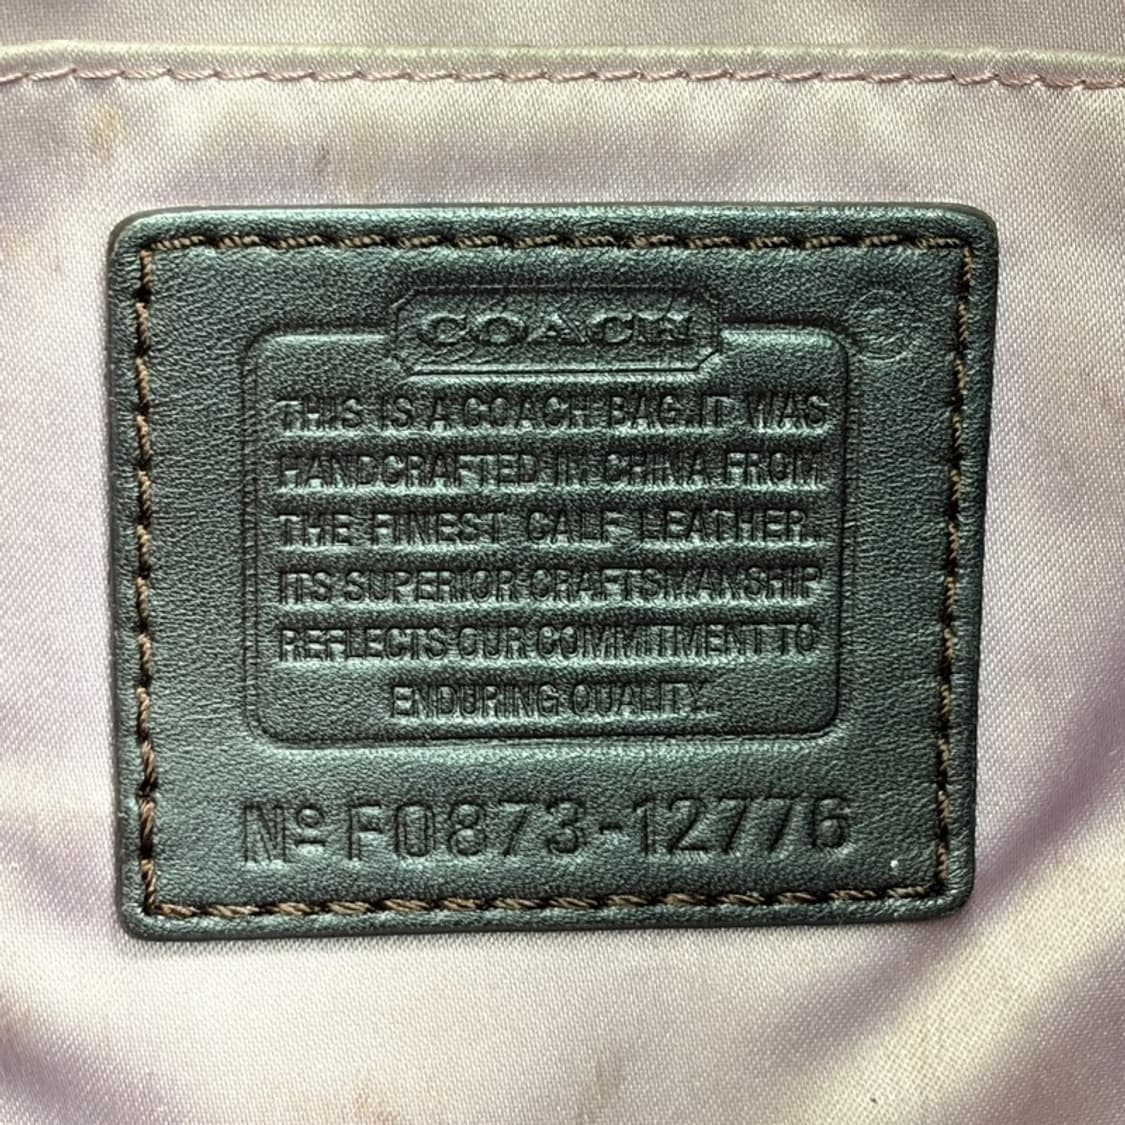 COACH
©
THIS IS A COACH BAG. IT WAS
HANDCRAFTED IN CHINA FROM
THE FINEST CALF LEATHER.
ITS SUPERIOR CRAFTSMANSHIP
REFLECTS OUR COMMITMENT TO
ENDURING QUALITY.
Nº F0873-12776